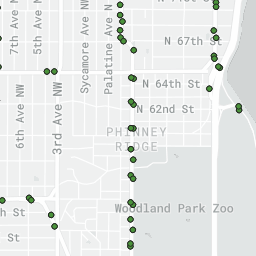 7th Ave NW
5th Ave NW
Sycamore Ave NW
Palatine Ave N
N 67th St
N 64th St
N 62nd St
6th Ave NW
3rd Ave NW
PHINNEY
RIDGE
Woodland Park Zoo
th St
St